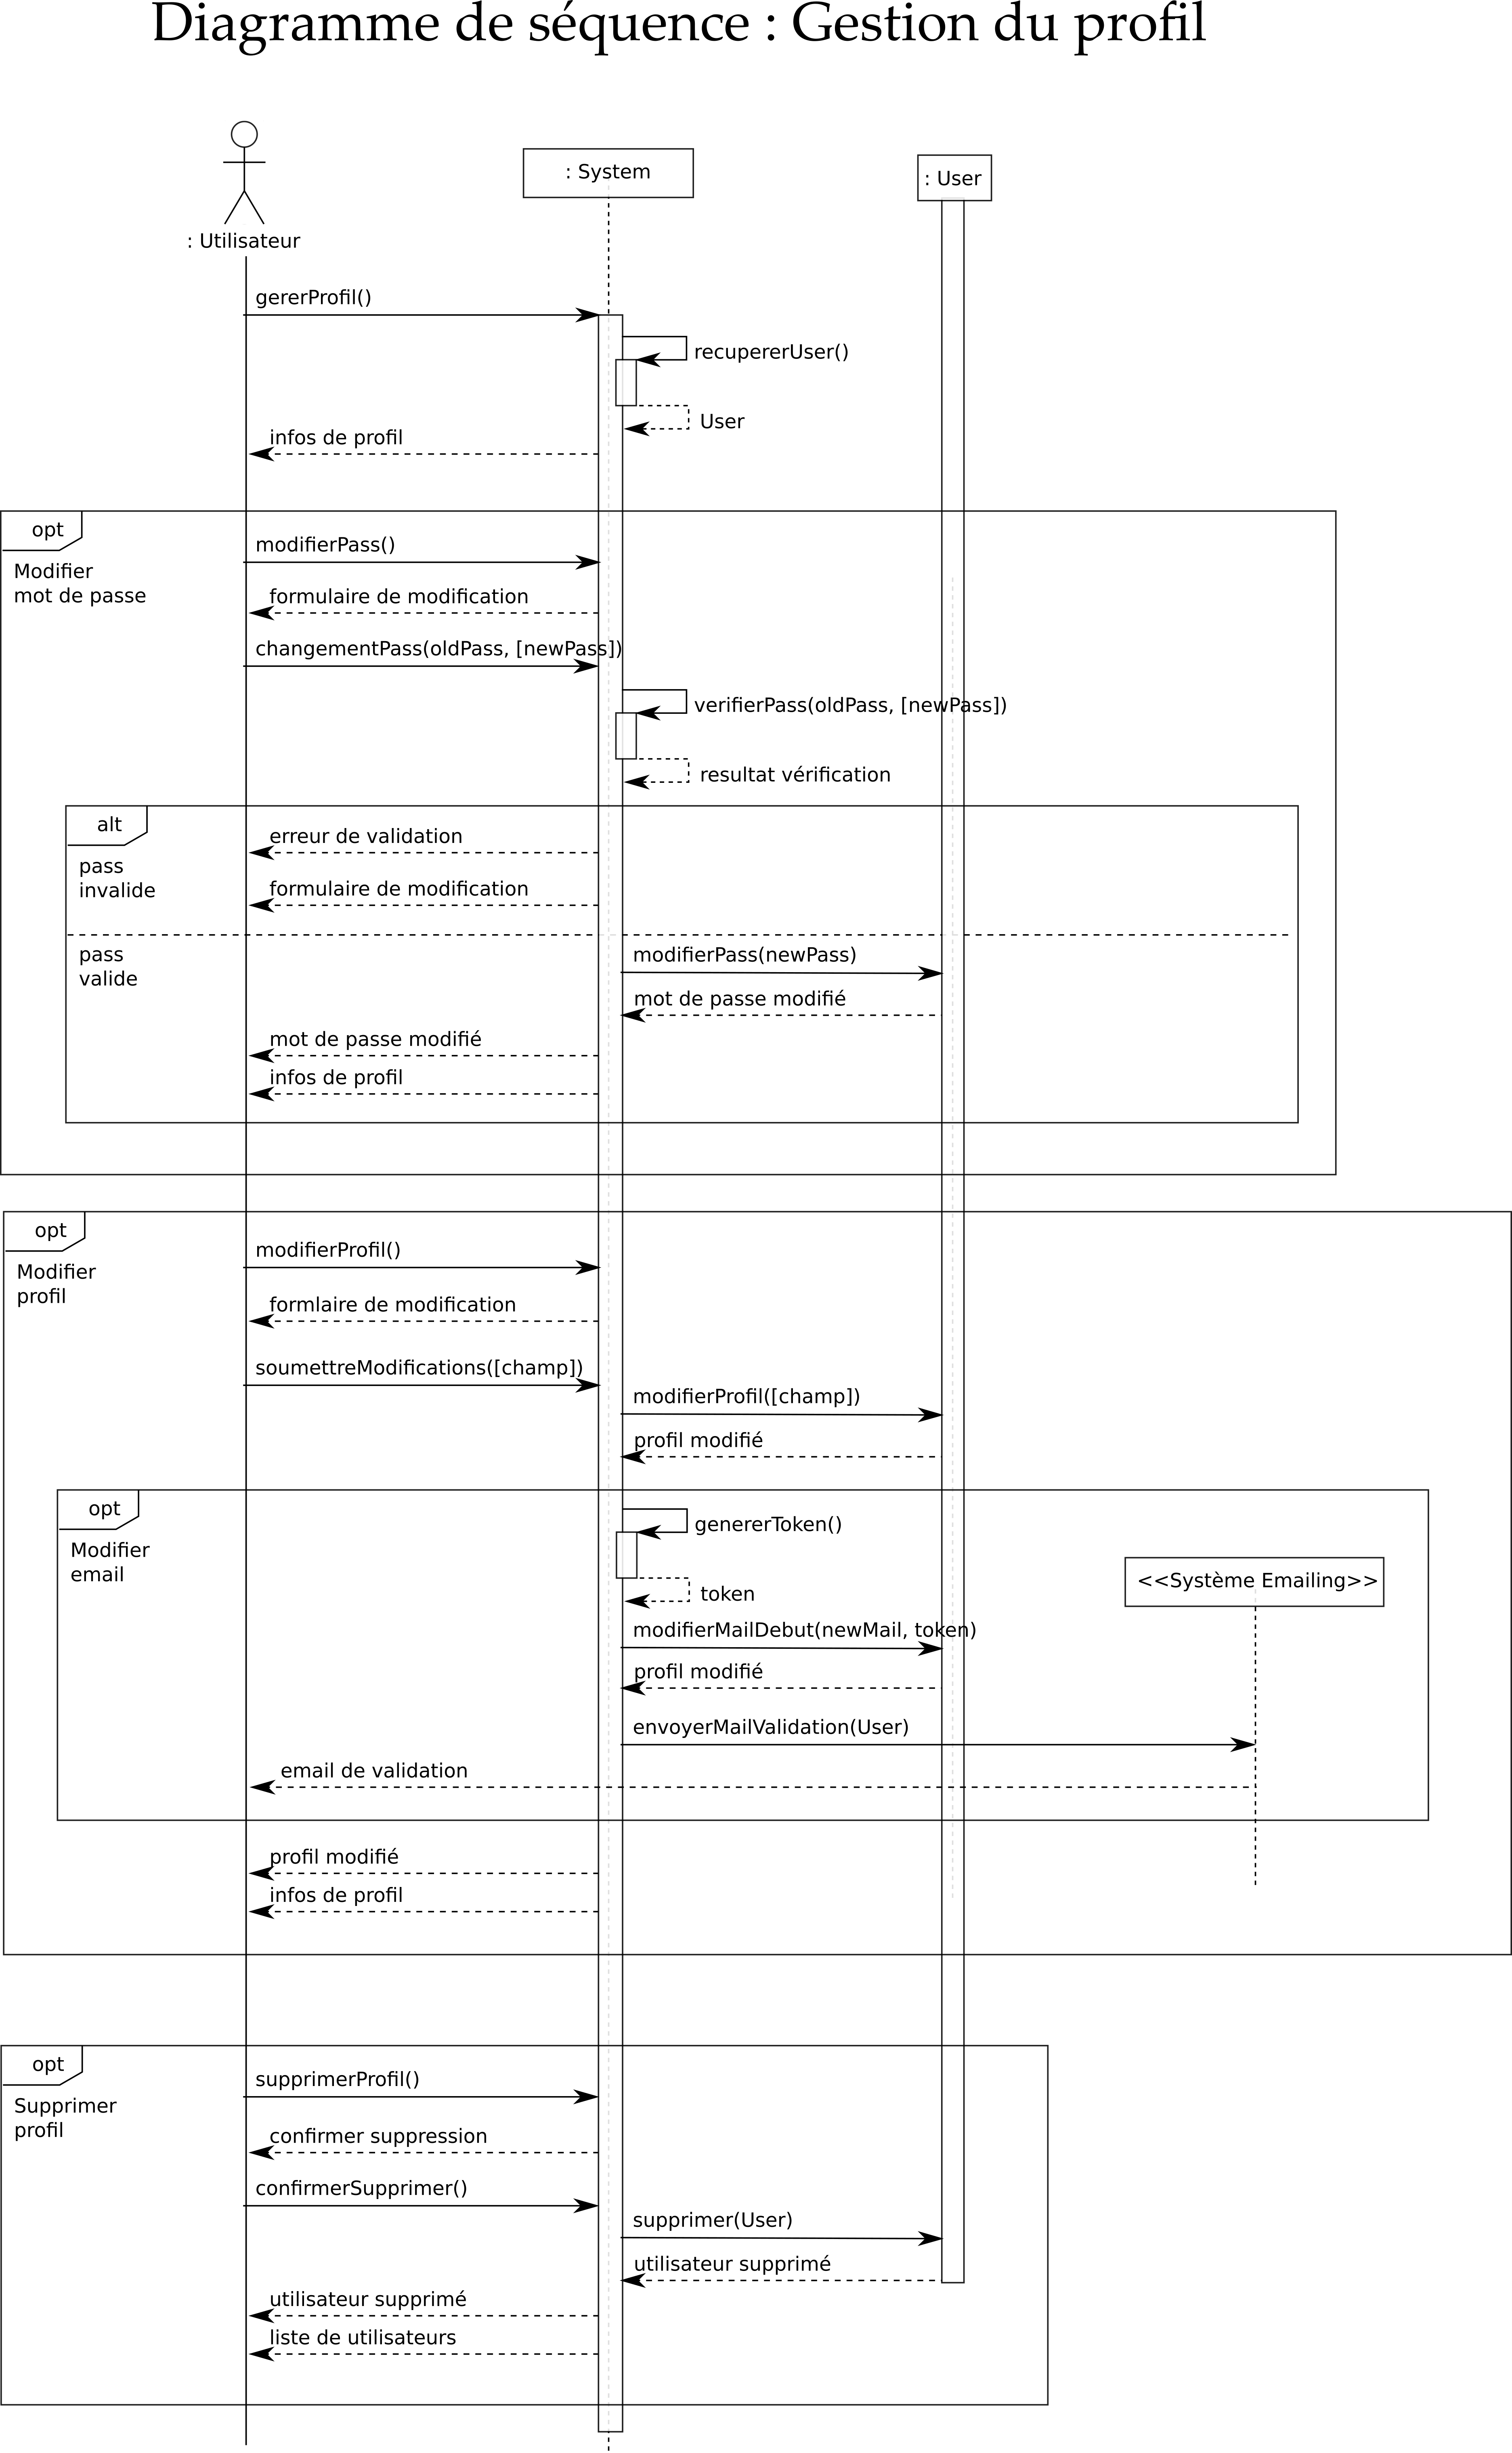 Diagramme de séquence : Gestion du profil
: System
: User
: Utilisateur
gererProfil()
recupererUser()
User
infos de profil
opt
modifierPass()
Modifier
mot de passe
formulaire de modification
changementPass(oldPass, [newPass])
verifierPass(oldPass, [newPass])
resultat vérification
alt
erreur de validation
pass
invalide
formulaire de modification
pass
valide
modifierPass(newPass)
mot de passe modifié
mot de passe modifié
infos de profil
opt
modifierProfil()
Modifier
profil
formlaire de modification
soumettreModifications([champ])
modifierProfil([champ])
profil modifié
opt
genererToken()
Modifier
email
<<Système Emailing>>
token
modifierMailDebut(newMail, token)
profil modifié
envoyerMailValidation(User)
email de validation
profil modifié
infos de profil
opt
supprimerProfil()
Supprimer
profil
confirmer suppression
confirmerSupprimer()
supprimer(User)
utilisateur supprimé
utilisateur supprimé
liste de utilisateurs